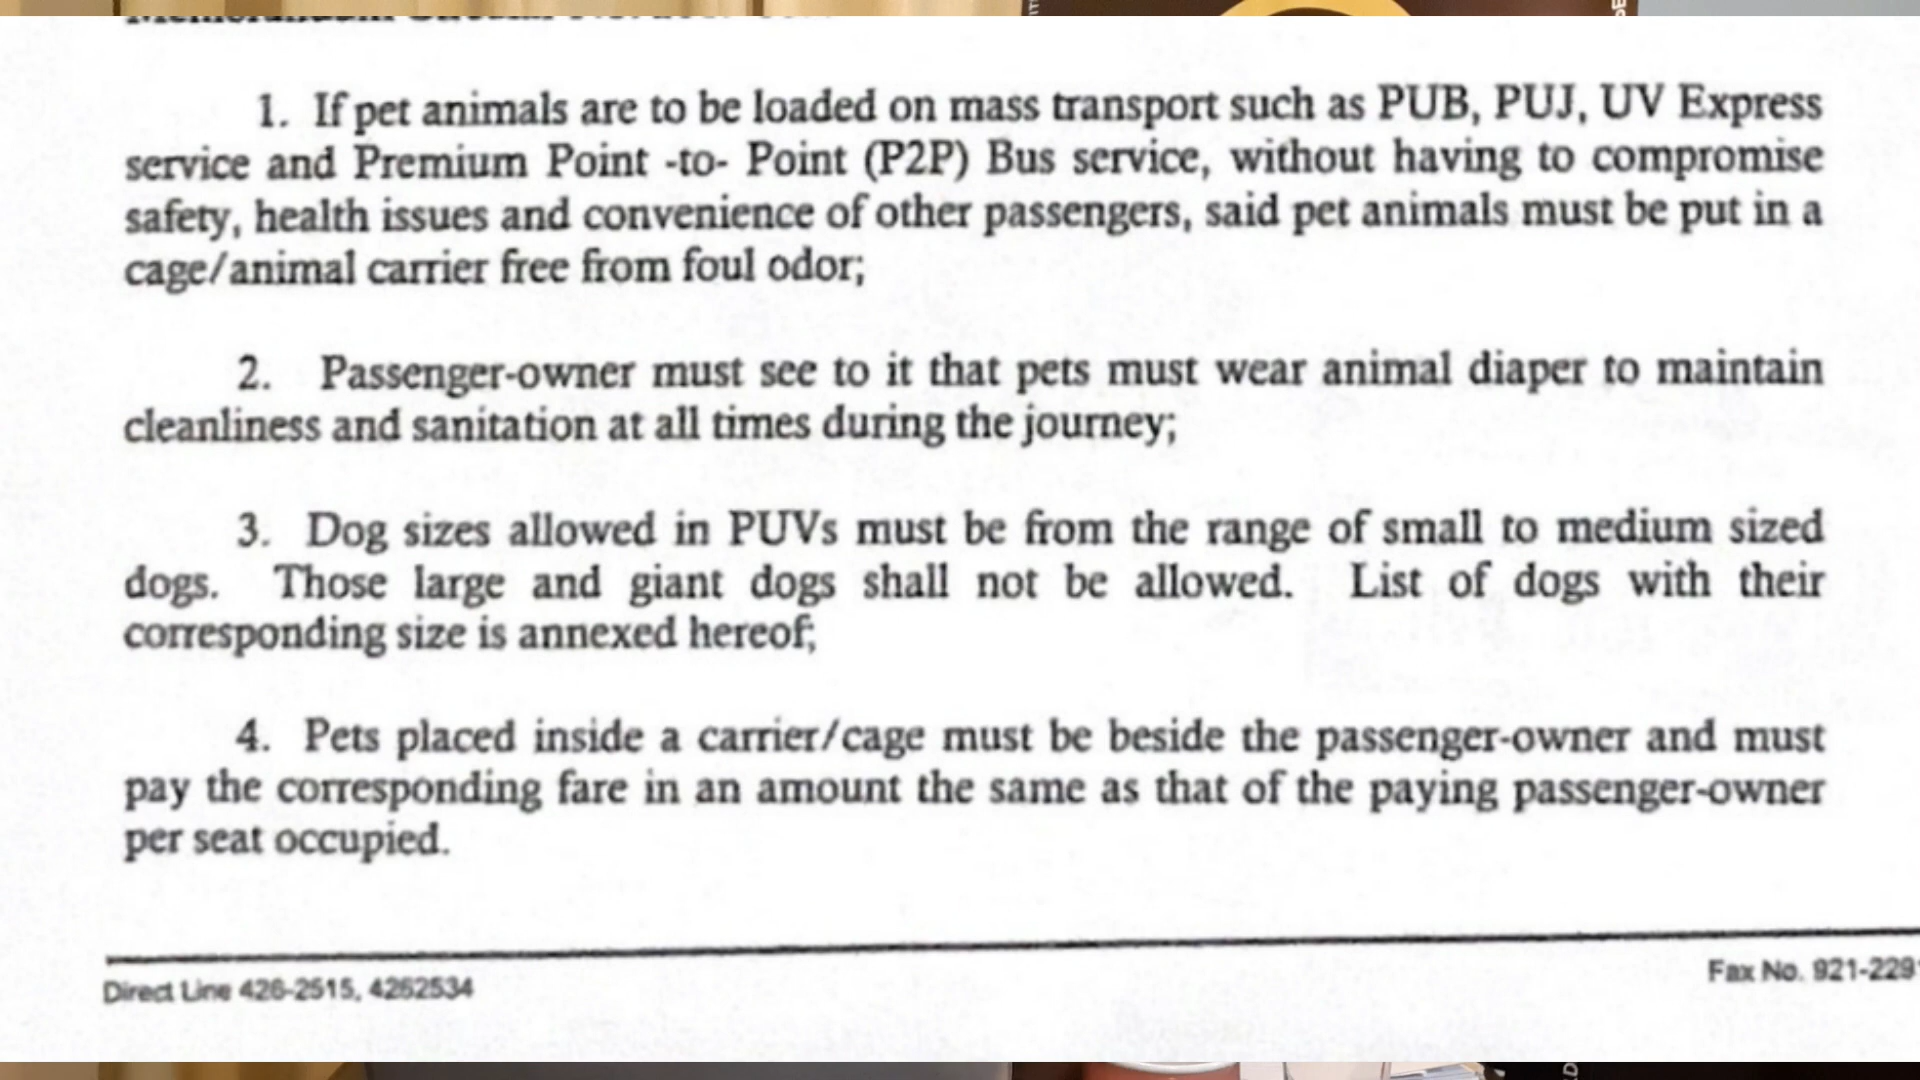 1. If pet animals are to be loaded on mass transport such as PUB, PUJ, UV Express
service and Premium Point -to- Point (P2P) Bus service, without having to compromise
safety, health issues and convenience of other passengers, said pet animals must be put in a
cage/animal carrier free from foul odor;
2. Passenger-owner must see to it that pets must wear animal diaper to maintain
cleanliness and sanitation at all times during the journey;
3. Dog sizes allowed in PUVs must be from the range of small to medium sized
dogs. Those large and giant dogs shall not be allowed. List of dogs with their
corresponding size is annexed hereof;
4. Pets placed inside a carrier/cage must be beside the passenger-owner and must
pay the corresponding fare in an amount the same as that of the paying passenger-owner
per seat occupied.
Direct Line 426-2515, 4262534
Fax No.